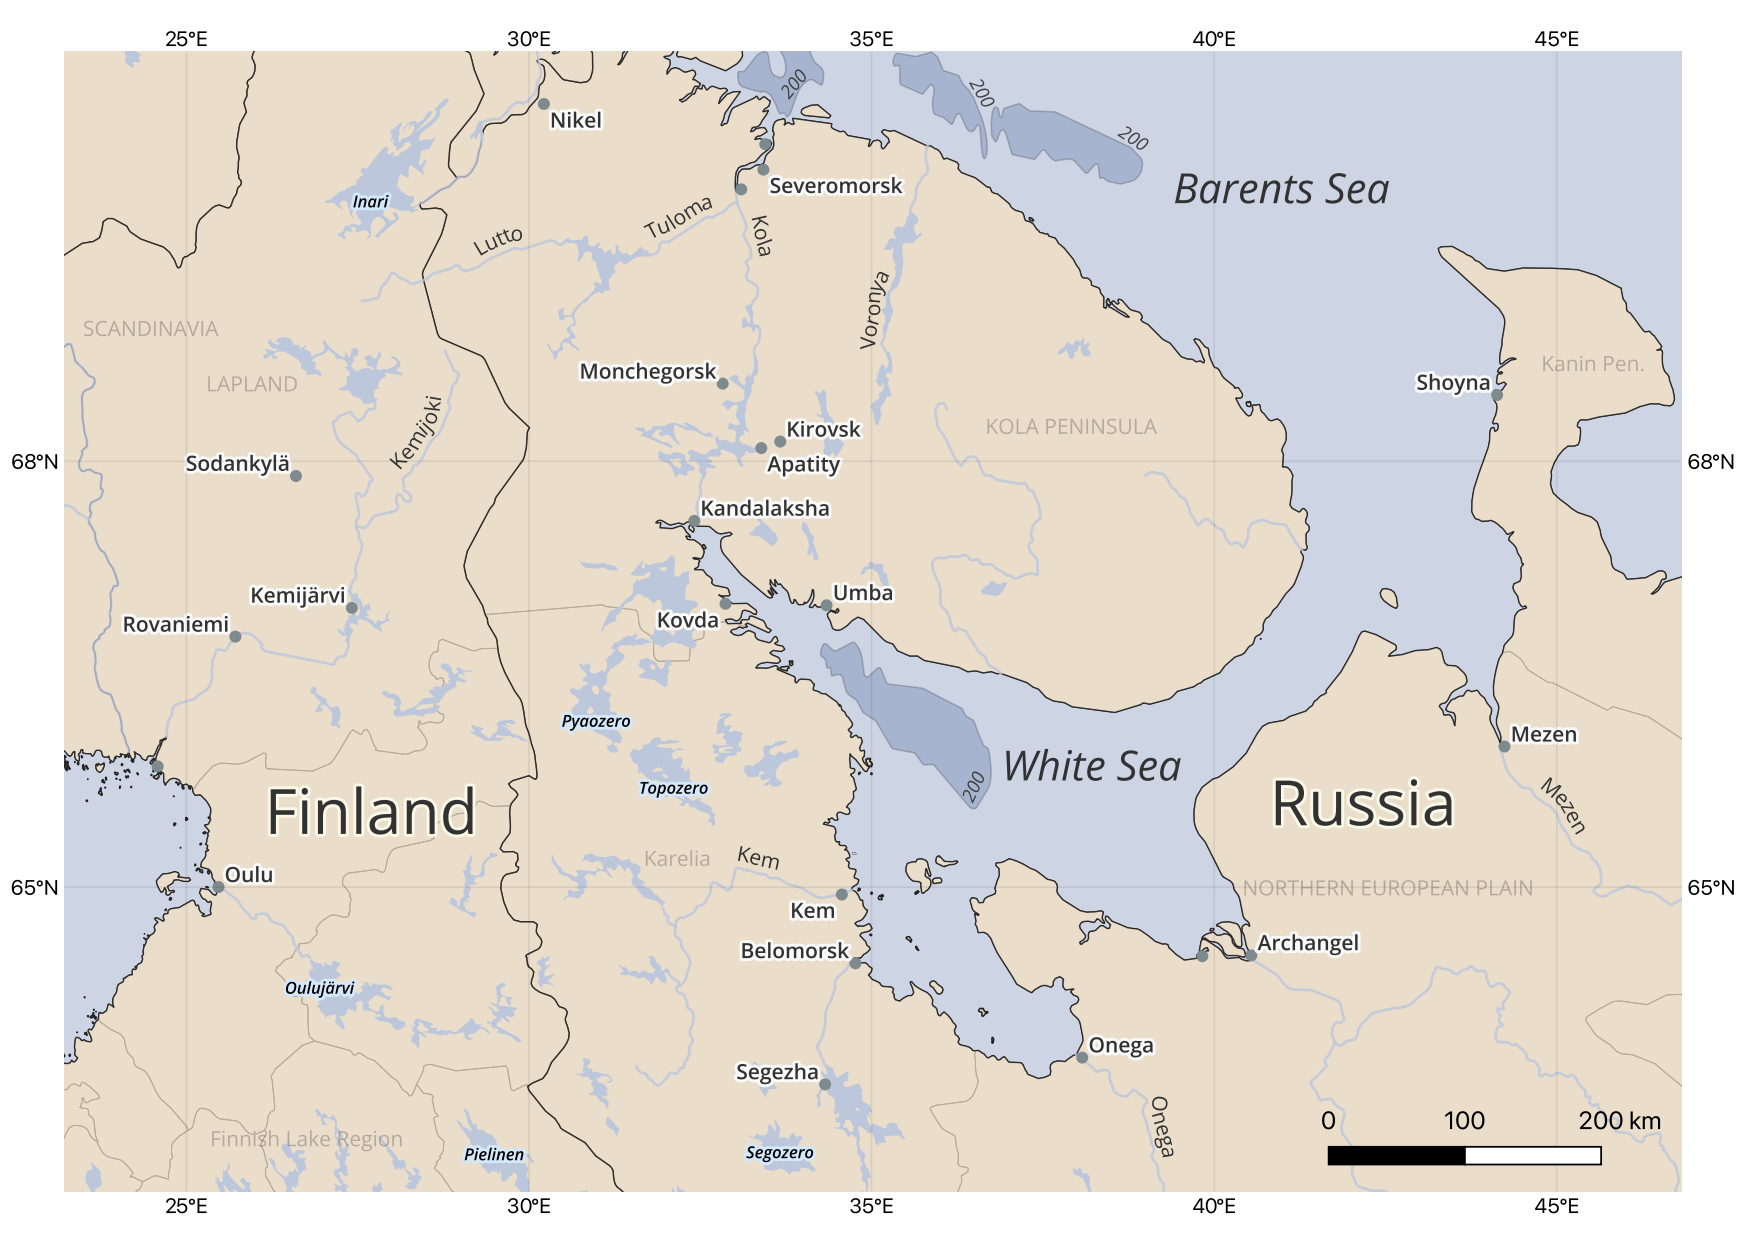 25°E 30°E 35°E 40°E 45°E
200
200
200
Nikel
Severomorsk
Barents Sea
Inari
Tuloma
Lutto
Kola
Voronya
SCANDINAVIA
LAPLAND
Monchegorsk
Kanin Pen.
Shoyna
Kemijoki
Kirovsk
KOLA PENINSULA
68°N
Sodankylä
Apatity
68°N
Kandalaksha
Kemijärvi
Umba
Rovaniemi
Kovda
Pyaozero
Mezen
White Sea
Topozero
200
Finland
Russia
Mezen
Karelia
Kem
Oulu
65°N
NORTHERN EUROPEAN PLAIN
65°N
Kem
Belomorsk
Archangel
Oulujärvi
Onega
Segezha
Onega
0 100 200 km
Finnish Lake Region
Pielinen
Segozero
25°E 30°E 35°E 40°E 45°E